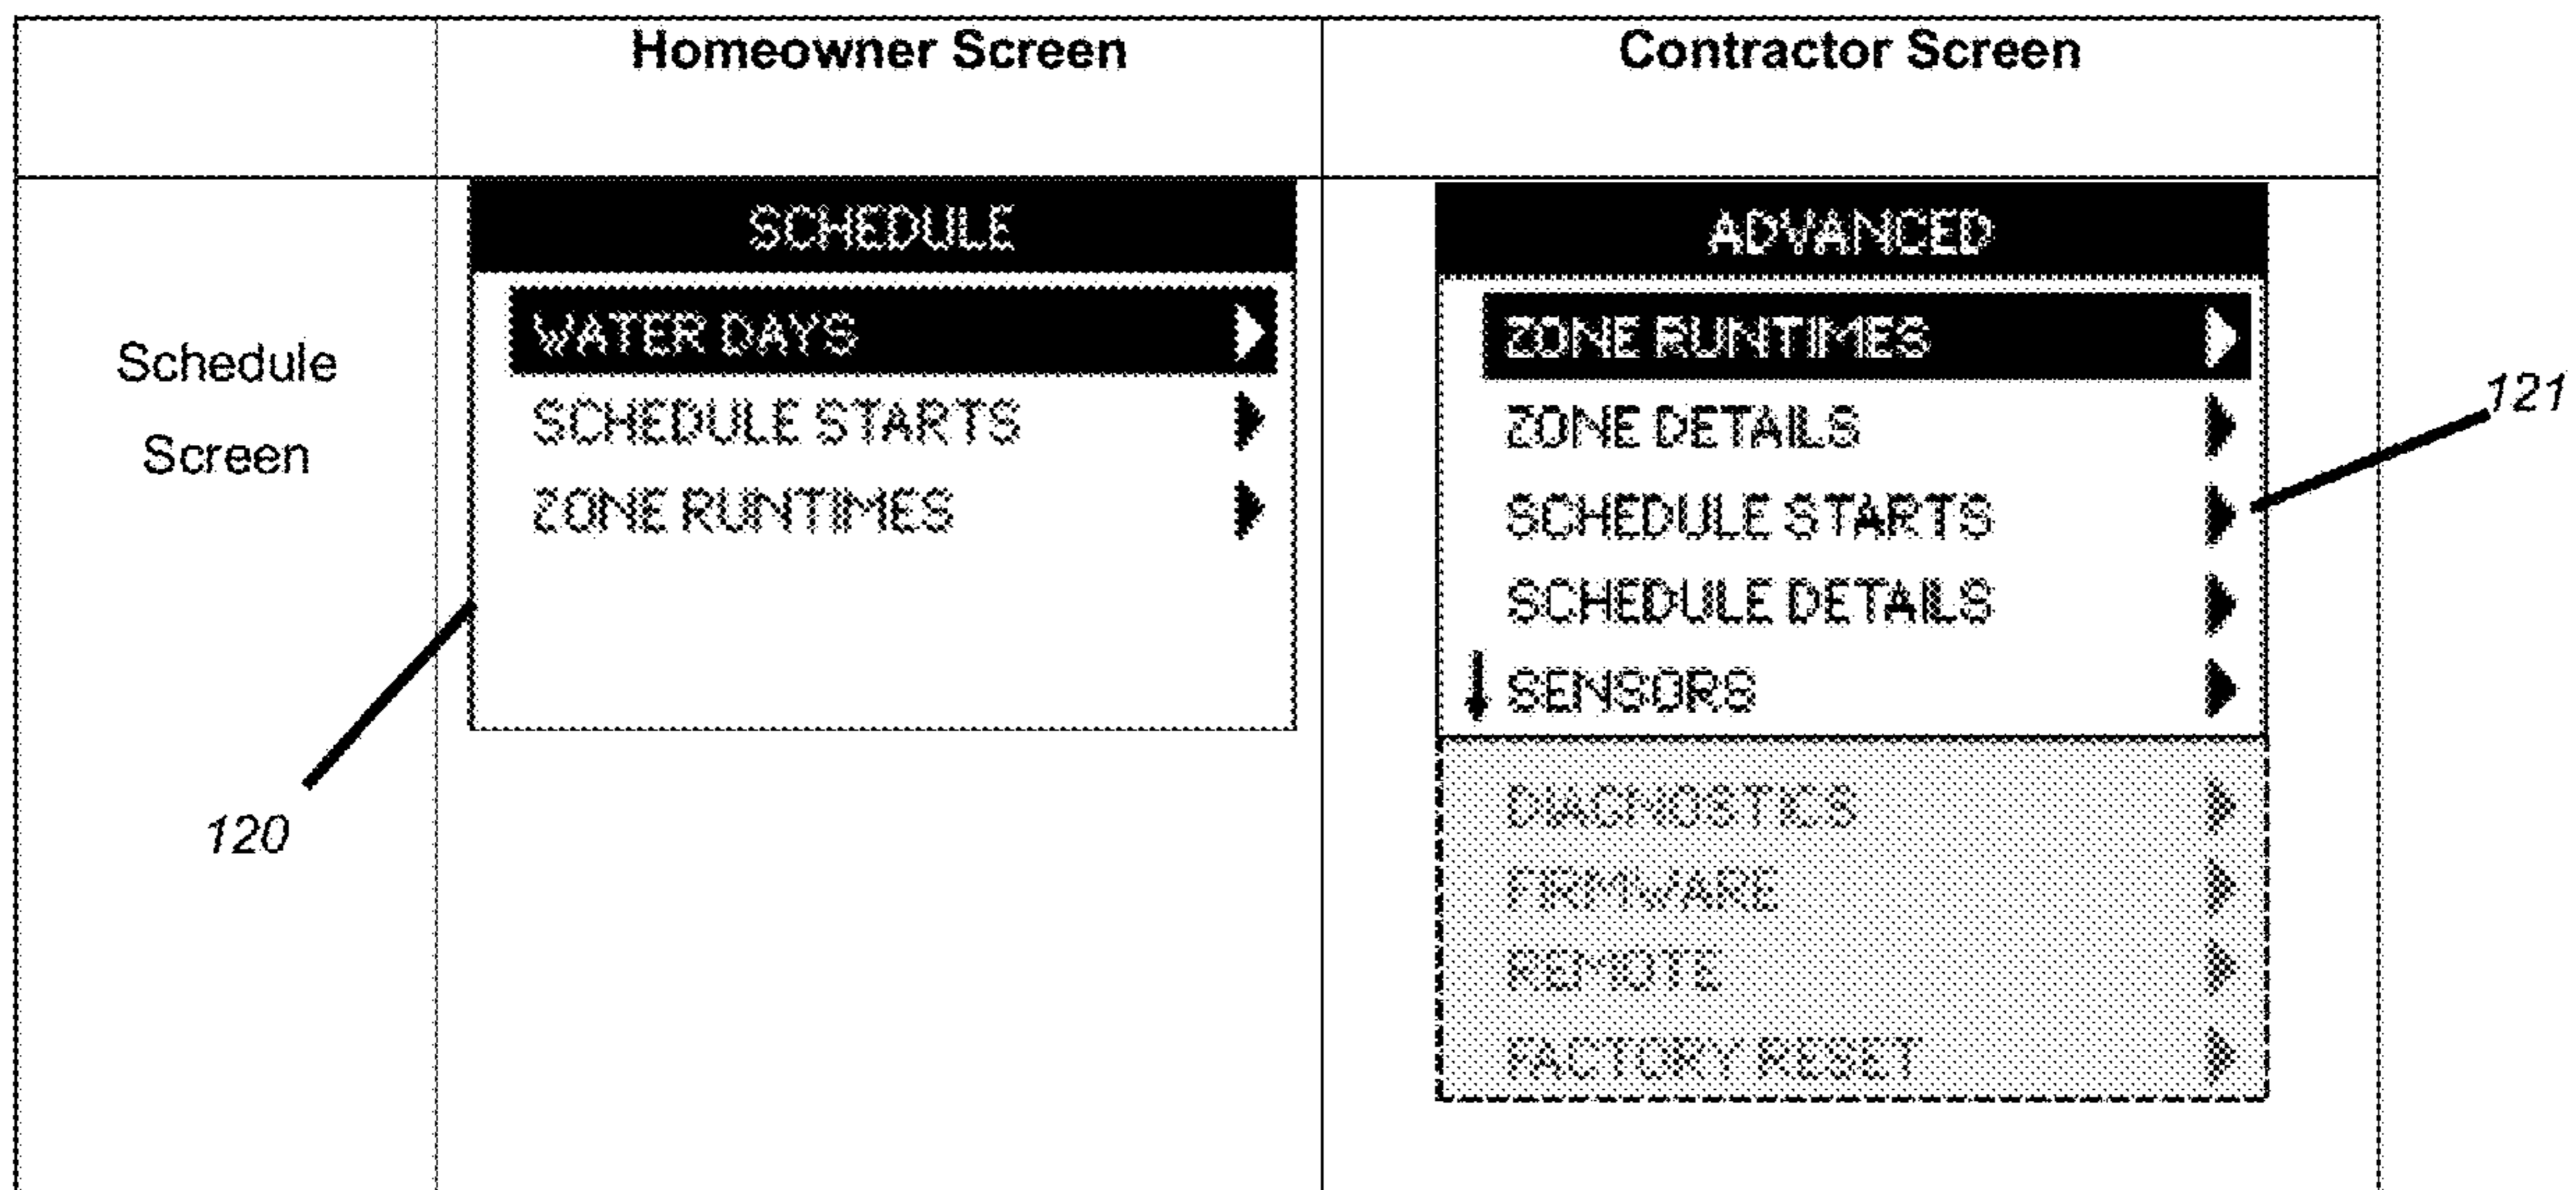 Homeowner Screen
Contractor Screen
Schedule
Screen
SCHEDULE
WATER DAYS
SCHEDULE STARTS
ZONE RUNTIMES
120
ADVANCED
ZONE RUNTIMES
ZONE DETAILS
SCHEDULE STARTS
SCHEDULE DETAILS
SENSORS
DIAGNOSTICS
FIRMWARE
REMOTE
FACTORY RESET
121